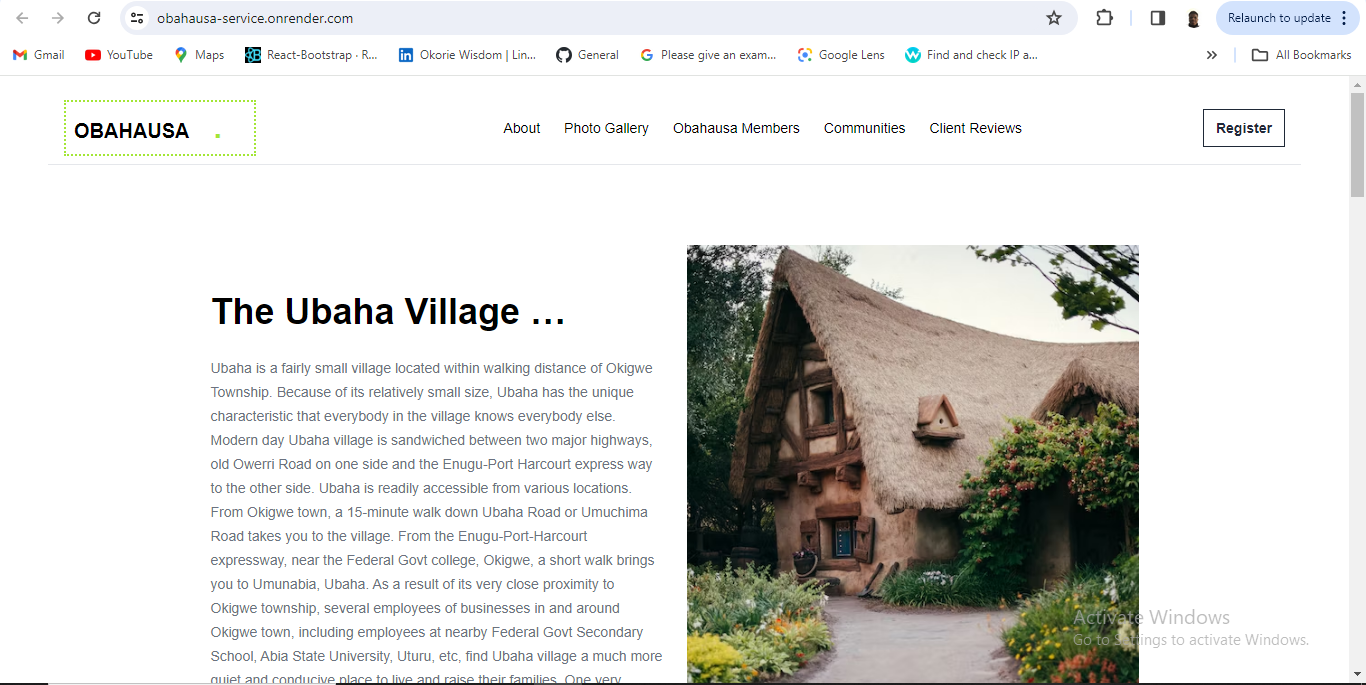 obahausa-service.onrender.com
Relaunch to update
Gmail
YouTube
Maps
React-Bootstrap · R...
Okorie Wisdom | Lin...
General
Please give an exam...
Google Lens
Find and check IP a...
»
All Bookmarks
OBAHAUSA .
About
Photo Gallery
Obahausa Members
Communities
Client Reviews
Register
The Ubaha Village …
Ubaha is a fairly small village located within walking distance of Okigwe
Township. Because of its relatively small size, Ubaha has the unique
characteristic that everybody in the village knows everybody else.
Modern day Ubaha village is sandwiched between two major highways,
old Owerri Road on one side and the Enugu-Port Harcourt express way
to the other side. Ubaha is readily accessible from various locations.
From Okigwe town, a 15-minute walk down Ubaha Road or Umuchima
Road takes you to the village. From the Enugu-Port-Harcourt
expressway, near the Federal Govt college, Okigwe, a short walk brings
you to Umunabia, Ubaha. As a result of its very close proximity to
Okigwe township, several employees of businesses in and around
Okigwe town, including employees at nearby Federal Govt Secondary
School, Abia State University, Uturu, etc, find Ubaha village a much more
quiet and conducive place to live and raise their families. One very
Activate Windows
Go to Settings to activate Windows.